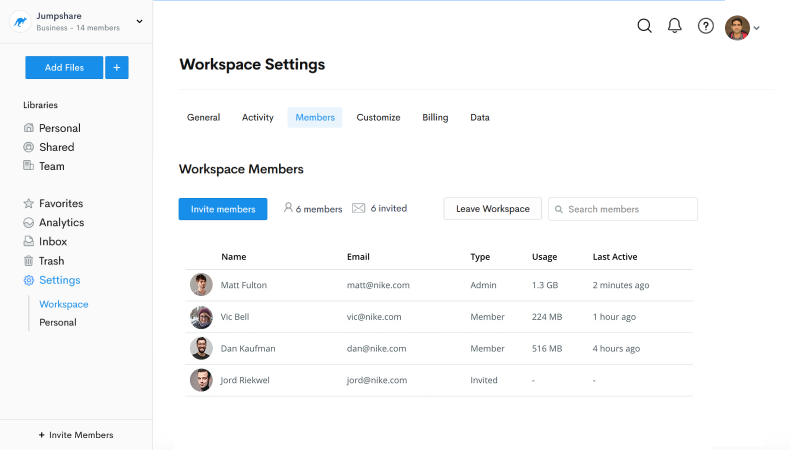 Jumpshare
Business - 14 members
Add Files +
Libraries
Personal
Shared
Team
Favorites
Analytics
Inbox
Trash
Settings
Workspace
Personal
+ Invite Members
?
Workspace Settings
General Activity Members Customize Billing Data
Workspace Members
Invite members 6 members 6 invited Leave Workspace Search members
Name Email Type Usage Last Active
Matt Fulton matt@nike.com Admin 1.3 GB 2 minutes ago
Vic Bell vic@nike.com Member 224 MB 1 hour ago
Dan Kaufman dan@nike.com Member 516 MB 4 hours ago
Jord Riekwel jord@nike.com Invited - -